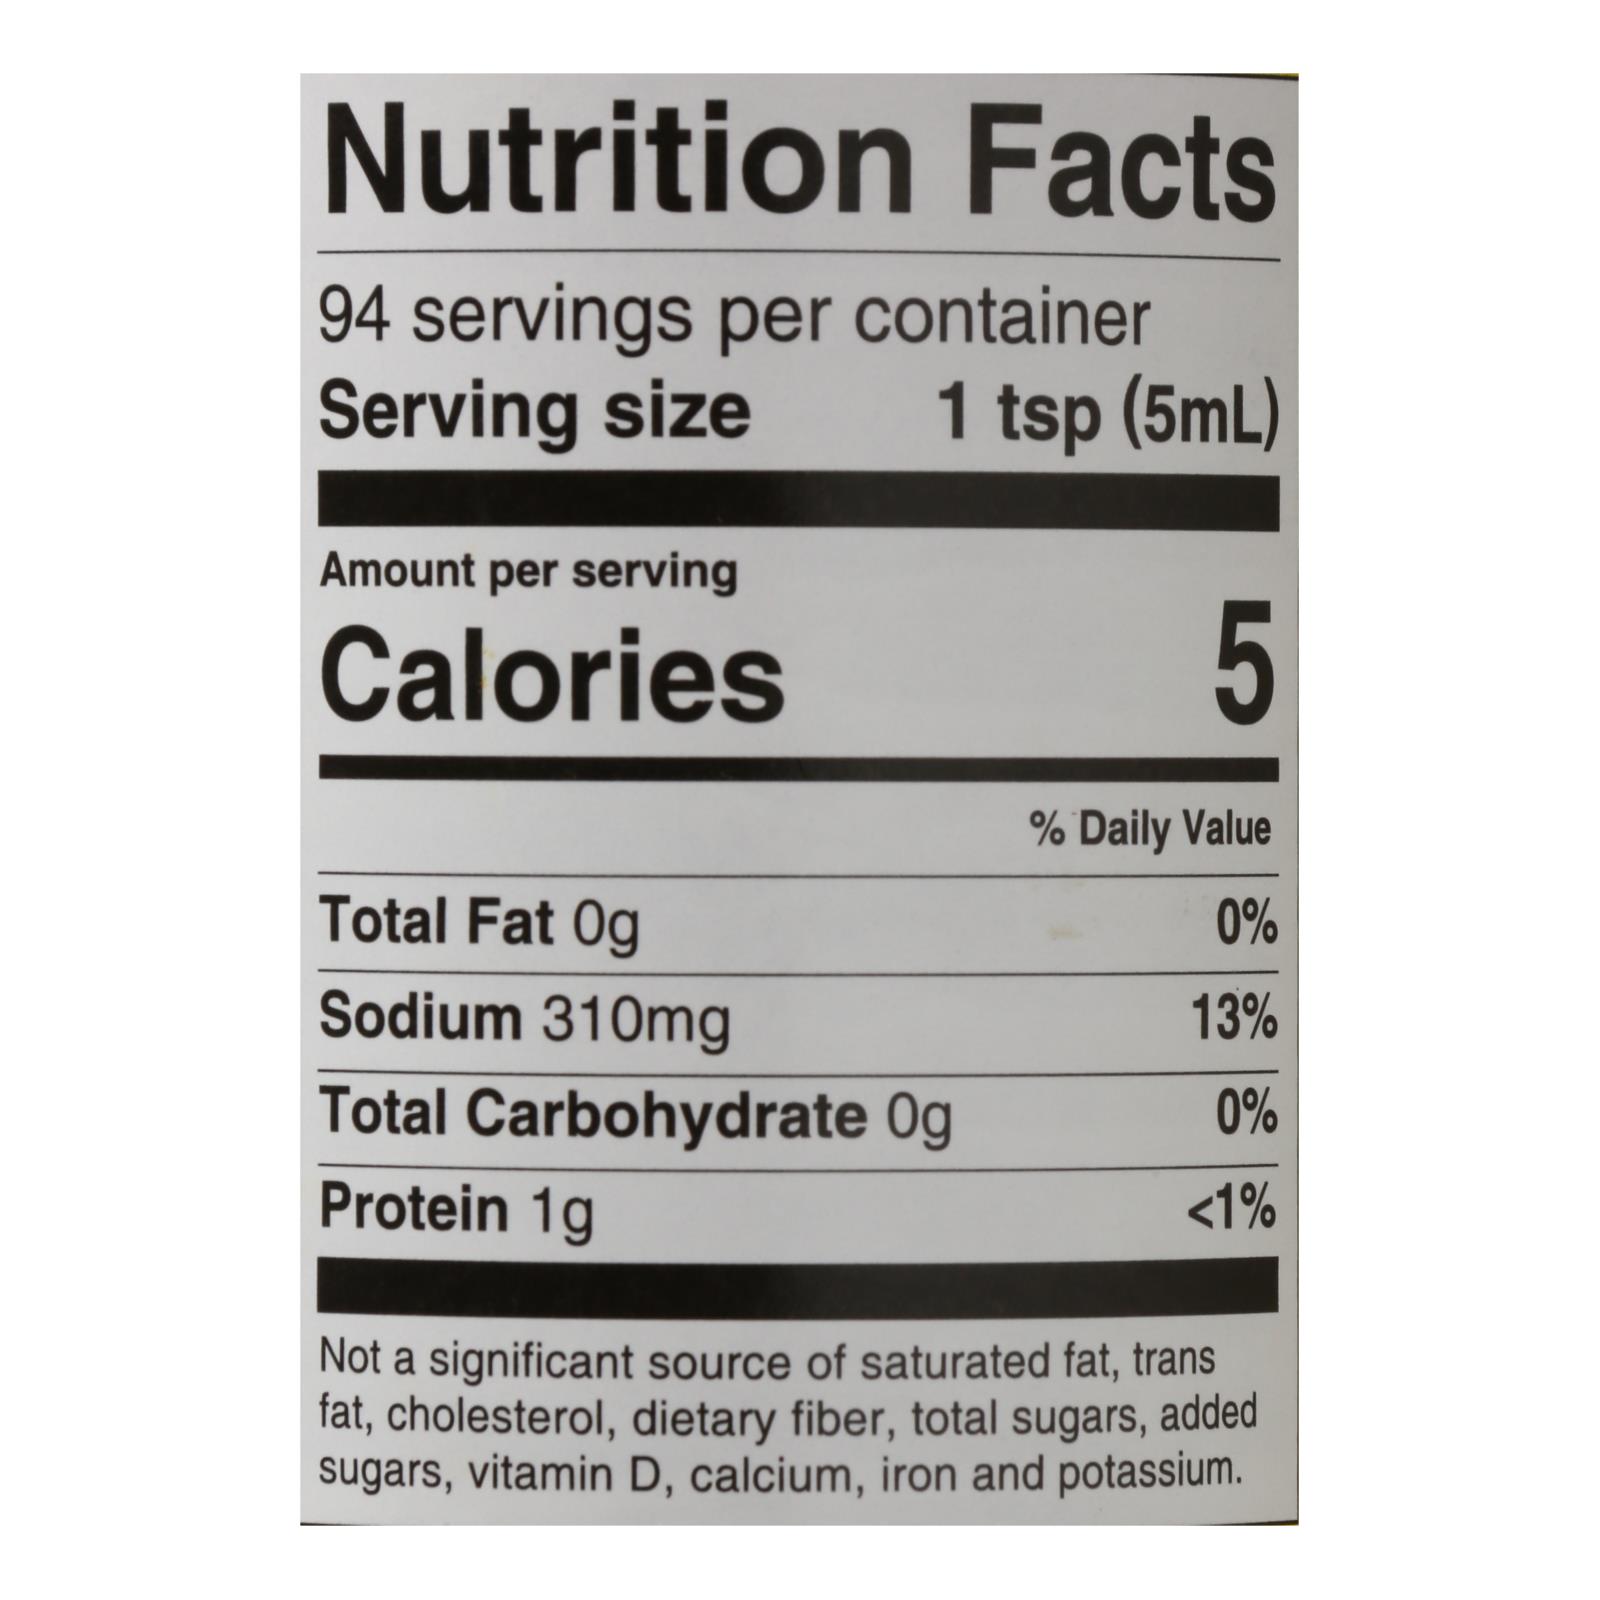 Nutrition Facts
94 servings per container
Serving size 1 tsp (5mL)
Amount per serving
Calories 5
% Daily Value
Total Fat 0g 0%
Sodium 310mg 13%
Total Carbohydrate 0g 0%
Protein 1g <1%
Not a significant source of saturated fat, trans
fat, cholesterol, dietary fiber, total sugars, added
sugars, vitamin D, calcium, iron and potassium.